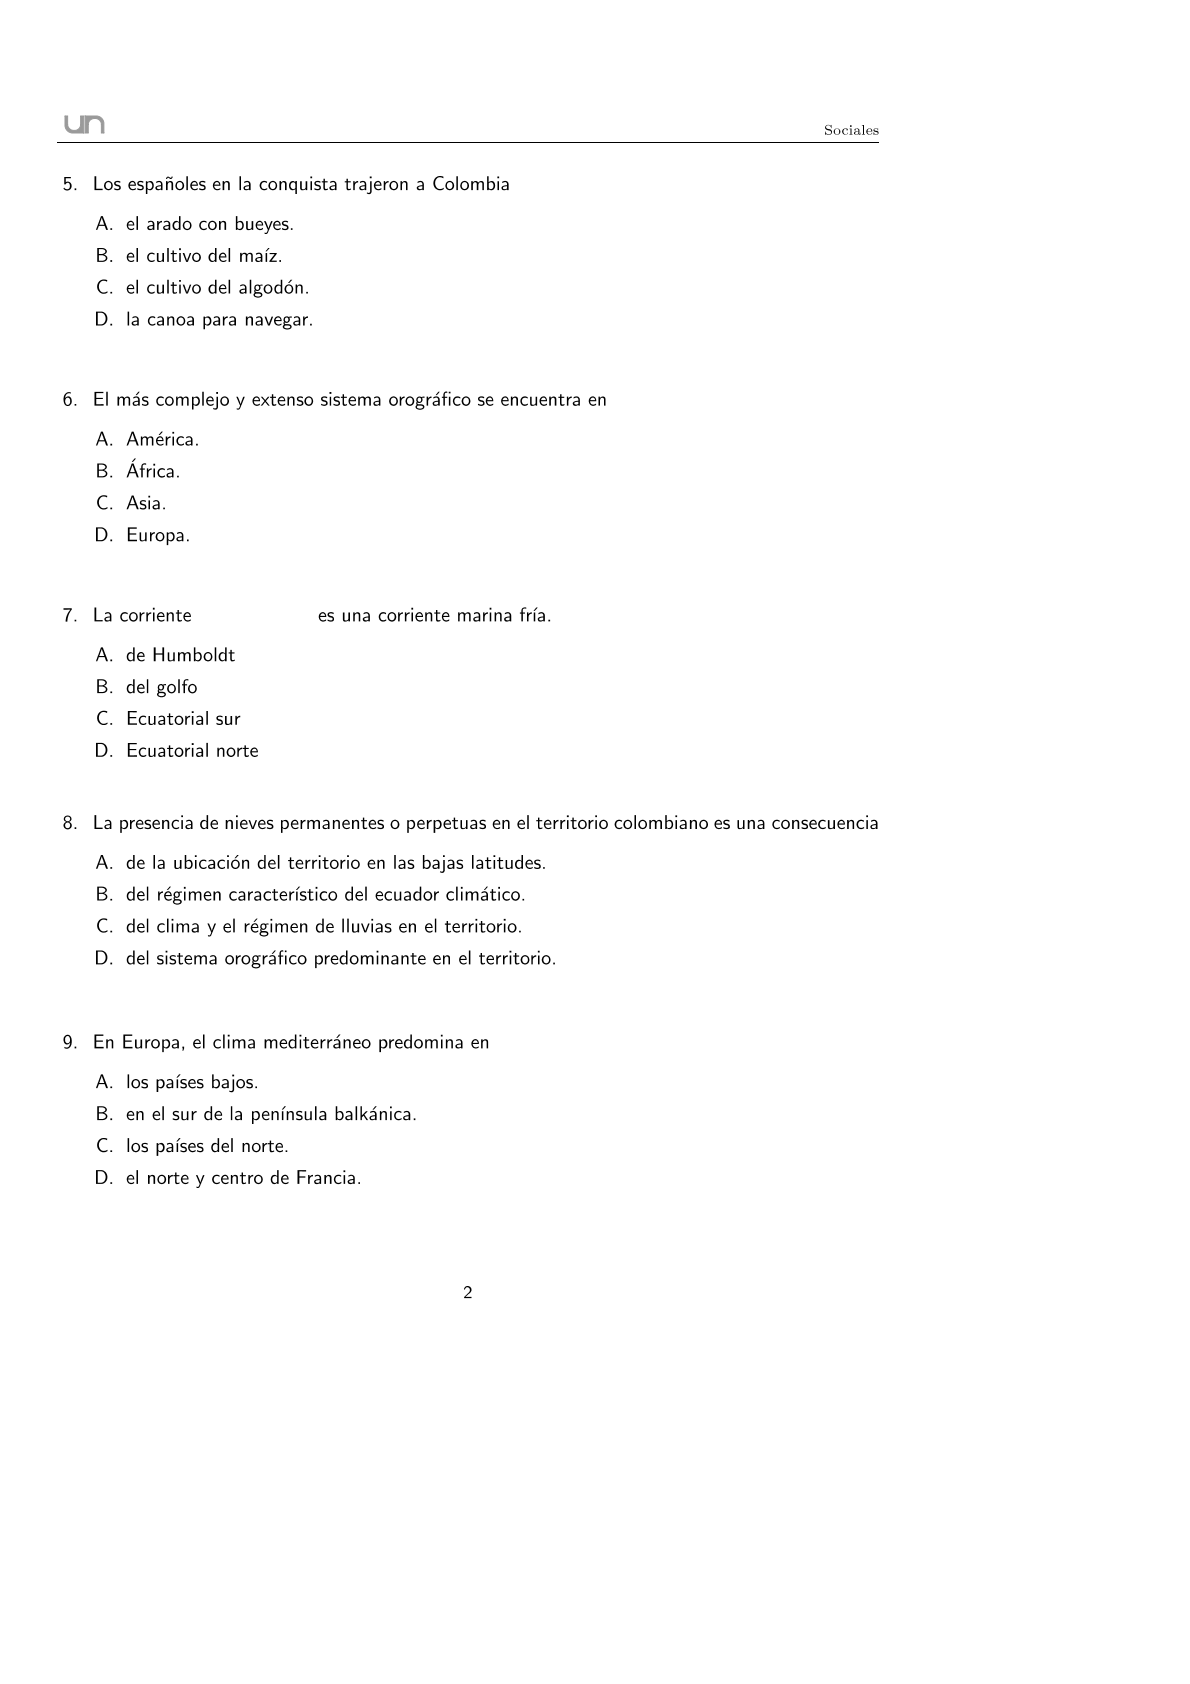 un
Sociales
5. Los españoles en la conquista trajeron a Colombia
A. el arado con bueyes.
B. el cultivo del maíz.
C. el cultivo del algodón.
D. la canoa para navegar.
6. El más complejo y extenso sistema orográfico se encuentra en
A. América.
B. África.
C. Asia.
D. Europa.
7. La corriente es una corriente marina fría.
A. de Humboldt
B. del golfo
C. Ecuatorial sur
D. Ecuatorial norte
8. La presencia de nieves permanentes o perpetuas en el territorio colombiano es una consecuencia
A. de la ubicación del territorio en las bajas latitudes.
B. del régimen característico del ecuador climático.
C. del clima y el régimen de lluvias en el territorio.
D. del sistema orográfico predominante en el territorio.
9. En Europa, el clima mediterráneo predomina en
A. los países bajos.
B. en el sur de la península balkánica.
C. los países del norte.
D. el norte y centro de Francia.
2